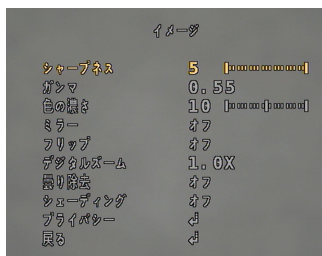 イメージ
シャープネス 5
ガンマ 0.55
色の濃さ 10
ミラー オフ
フリップ オフ
デジタルズーム 1.0X
曇り除去 オフ
シェーディング オフ
プライバシー ↲
戻る ↲